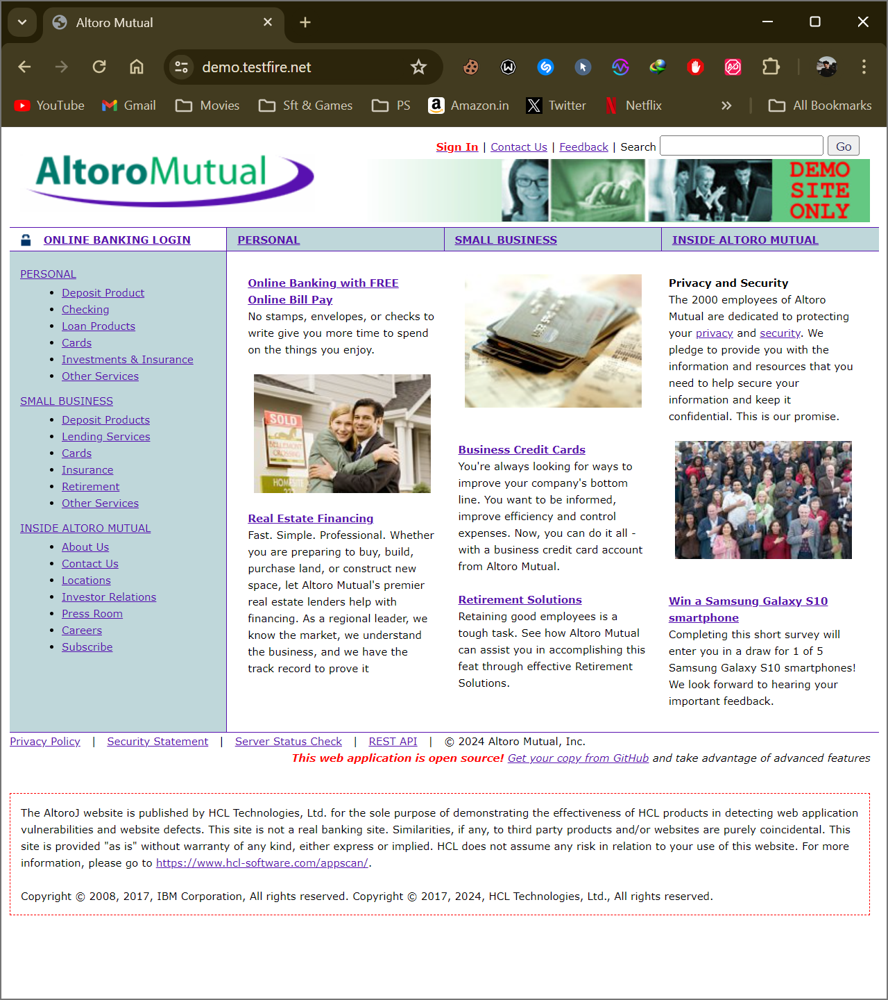 Altoro Mutual
demo.testfire.net
YouTube Gmail Movies Sft & Games PS Amazon.in Twitter Netflix All Bookmarks
Sign In | Contact Us | Feedback | Search Go
AltoroMutual
DEMO
SITE
ONLY
ONLINE BANKING LOGIN PERSONAL SMALL BUSINESS INSIDE ALTORO MUTUAL
PERSONAL
Deposit Product
Checking
Loan Products
Cards
Investments & Insurance
Other Services
SMALL BUSINESS
Deposit Products
Lending Services
Cards
Insurance
Retirement
Other Services
INSIDE ALTORO MUTUAL
About Us
Contact Us
Locations
Investor Relations
Press Room
Careers
Subscribe
Online Banking with FREE
Online Bill Pay
No stamps, envelopes, or checks to
write give you more time to spend
on the things you enjoy.
SOLD
BELLEMONT
CROSSING
HOMESITE
Real Estate Financing
Fast. Simple. Professional. Whether
you are preparing to buy, build,
purchase land, or construct new
space, let Altoro Mutual's premier
real estate lenders help with
financing. As a regional leader, we
know the market, we understand
the business, and we have the
track record to prove it
Business Credit Cards
You're always looking for ways to
improve your company's bottom
line. You want to be informed,
improve efficiency and control
expenses. Now, you can do it all -
with a business credit card account
from Altoro Mutual.
Retirement Solutions
Retaining good employees is a
tough task. See how Altoro Mutual
can assist you in accomplishing this
feat through effective Retirement
Solutions.
Privacy and Security
The 2000 employees of Altoro
Mutual are dedicated to protecting
your privacy and security. We
pledge to provide you with the
information and resources that you
need to help secure your
information and keep it
confidential. This is our promise.
Win a Samsung Galaxy S10
smartphone
Completing this short survey will
enter you in a draw for 1 of 5
Samsung Galaxy S10 smartphones!
We look forward to hearing your
important feedback.
Privacy Policy | Security Statement | Server Status Check | REST API | © 2024 Altoro Mutual, Inc.
This web application is open source! Get your copy from GitHub and take advantage of advanced features
The AltoroJ website is published by HCL Technologies, Ltd. for the sole purpose of demonstrating the effectiveness of HCL products in detecting web application
vulnerabilities and website defects. This site is not a real banking site. Similarities, if any, to third party products and/or websites are purely coincidental. This
site is provided "as is" without warranty of any kind, either express or implied. HCL does not assume any risk in relation to your use of this website. For more
information, please go to https://www.hcl-software.com/appscan/.
Copyright © 2008, 2017, IBM Corporation, All rights reserved. Copyright © 2017, 2024, HCL Technologies, Ltd., All rights reserved.